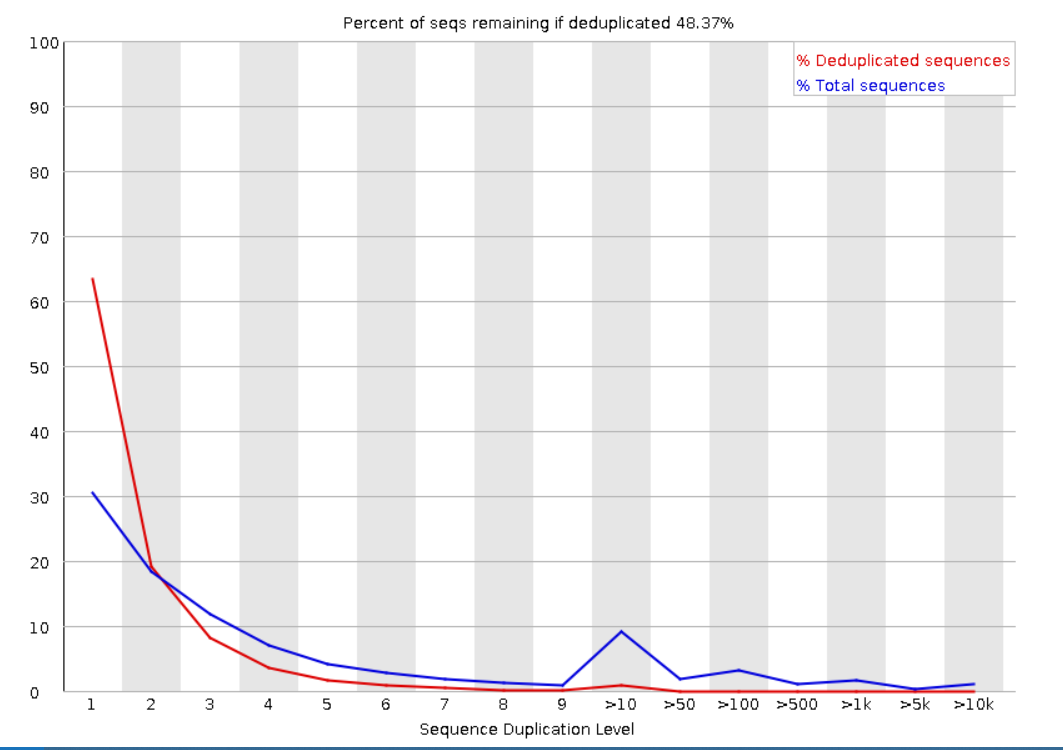 Percent of seqs remaining if deduplicated 48.37%
% Deduplicated sequences
% Total sequences
100
90
80
70
60
50
40
30
20
10
0
1 2 3 4 5 6 7 8 9 >10 >50 >100 >500 >1k >5k >10k
Sequence Duplication Level